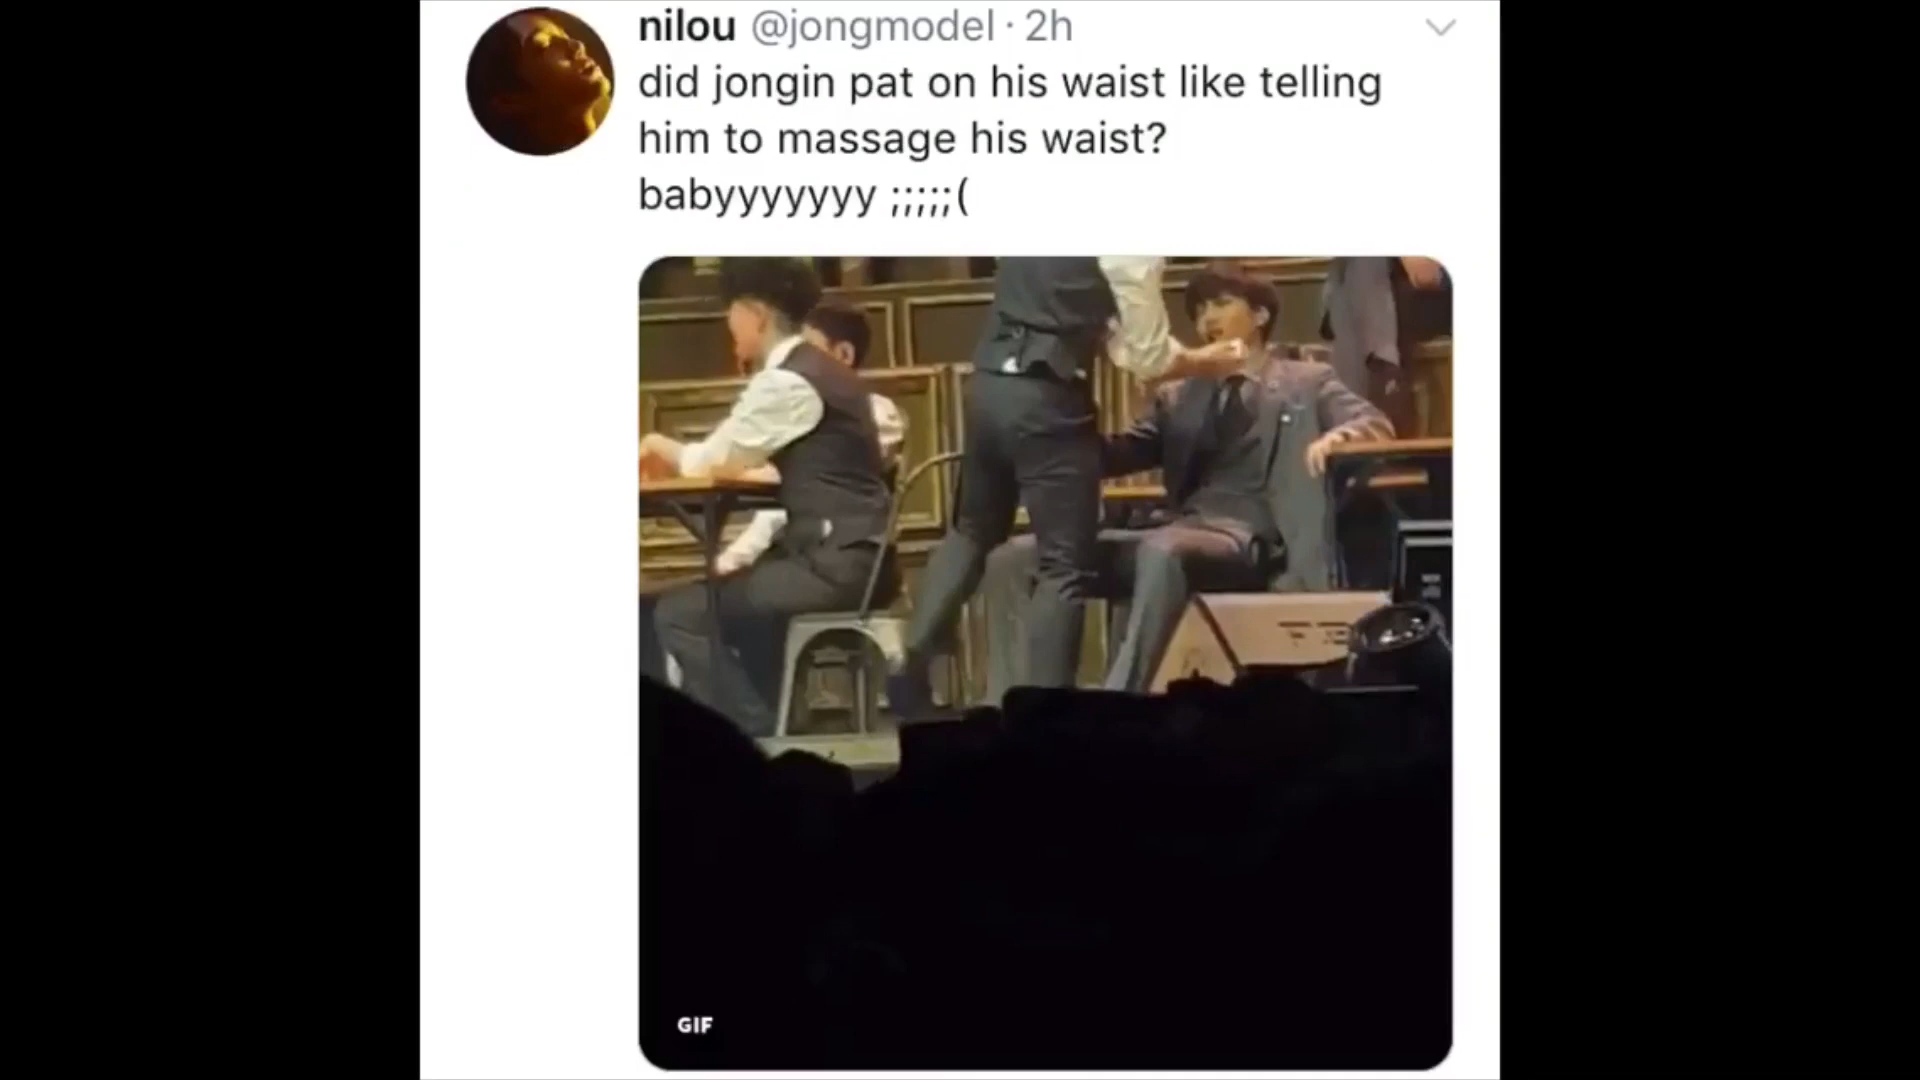 nilou @jongmodel · 2h
did jongin pat on his waist like telling
him to massage his waist?
babyyyyyyy ;;;;;(
GIF